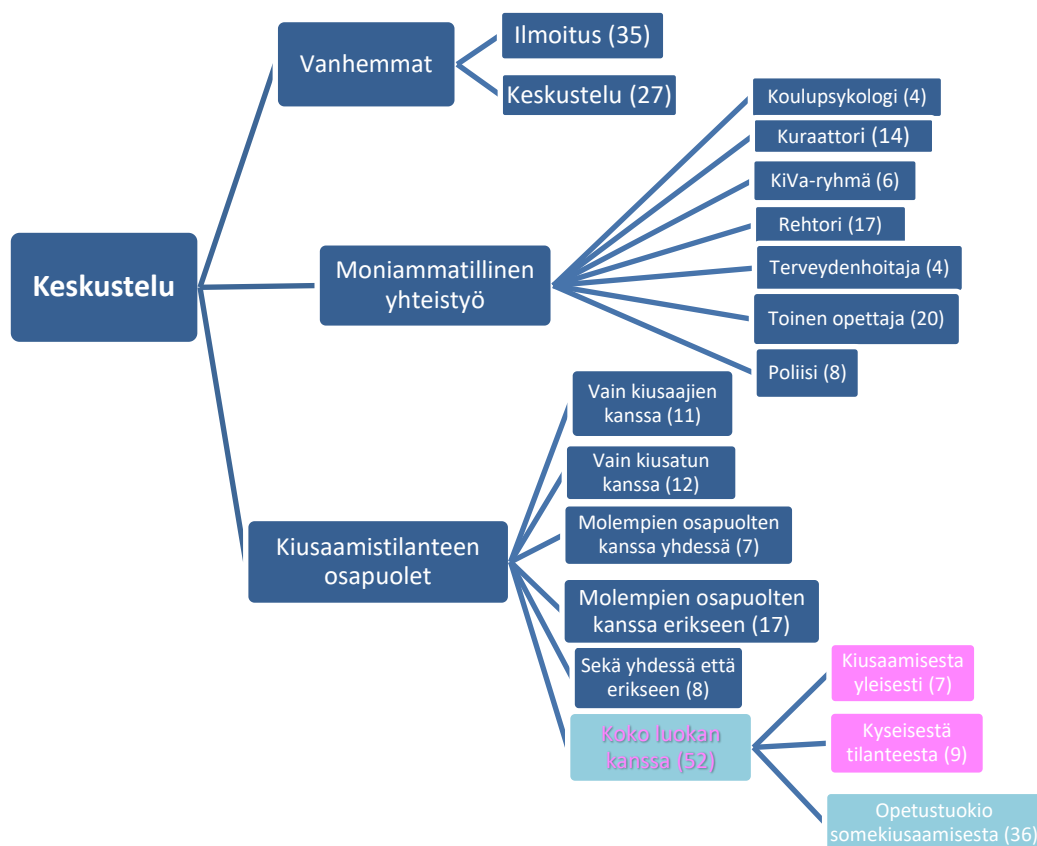 Keskustelu
Vanhemmat
Ilmoitus (35)
Keskustelu (27)
Moniammatillinen
yhteistyö
Koulupsykologi (4)
Kuraattori (14)
KiVa-ryhmä (6)
Rehtori (17)
Terveydenhoitaja (4)
Toinen opettaja (20)
Poliisi (8)
Kiusaamistilanteen
osapuolet
Vain kiusaajien
kanssa (11)
Vain kiusatun
kanssa (12)
Molempien osapuolten
kanssa yhdessä (7)
Molempien osapuolten
kanssa erikseen (17)
Sekä yhdessä että
erikseen (8)
Koko luokan
kanssa (52)
Kiusaamisesta
yleisesti (7)
Kyseisestä
tilanteesta (9)
Opetustuokio
somekiusaamisesta (36)